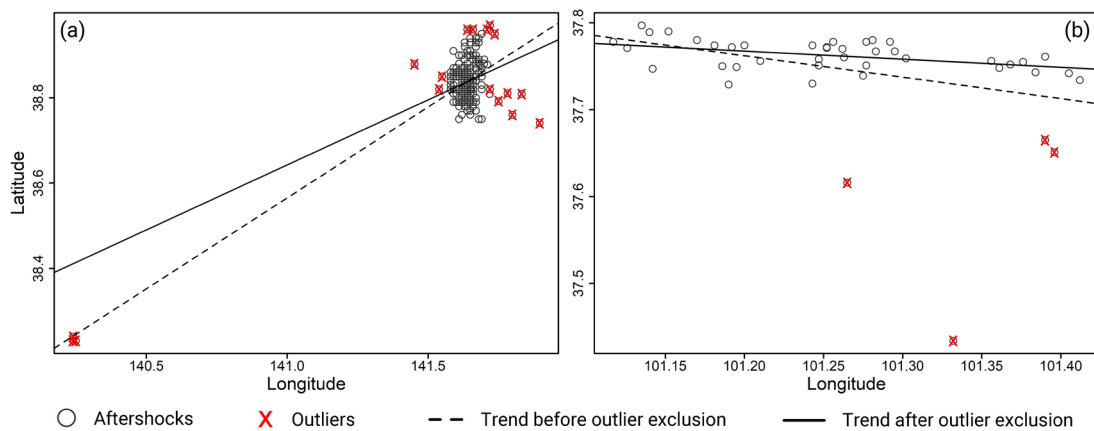 (a)
(b)
Latitude
38.8
38.6
38.4
140.5
141.0
141.5
Longitude
37.8
37.7
37.6
37.5
101.15
101.20
101.25
101.30
101.35
101.40
Longitude
Aftershocks
Outliers
Trend before outlier exclusion
Trend after outlier exclusion